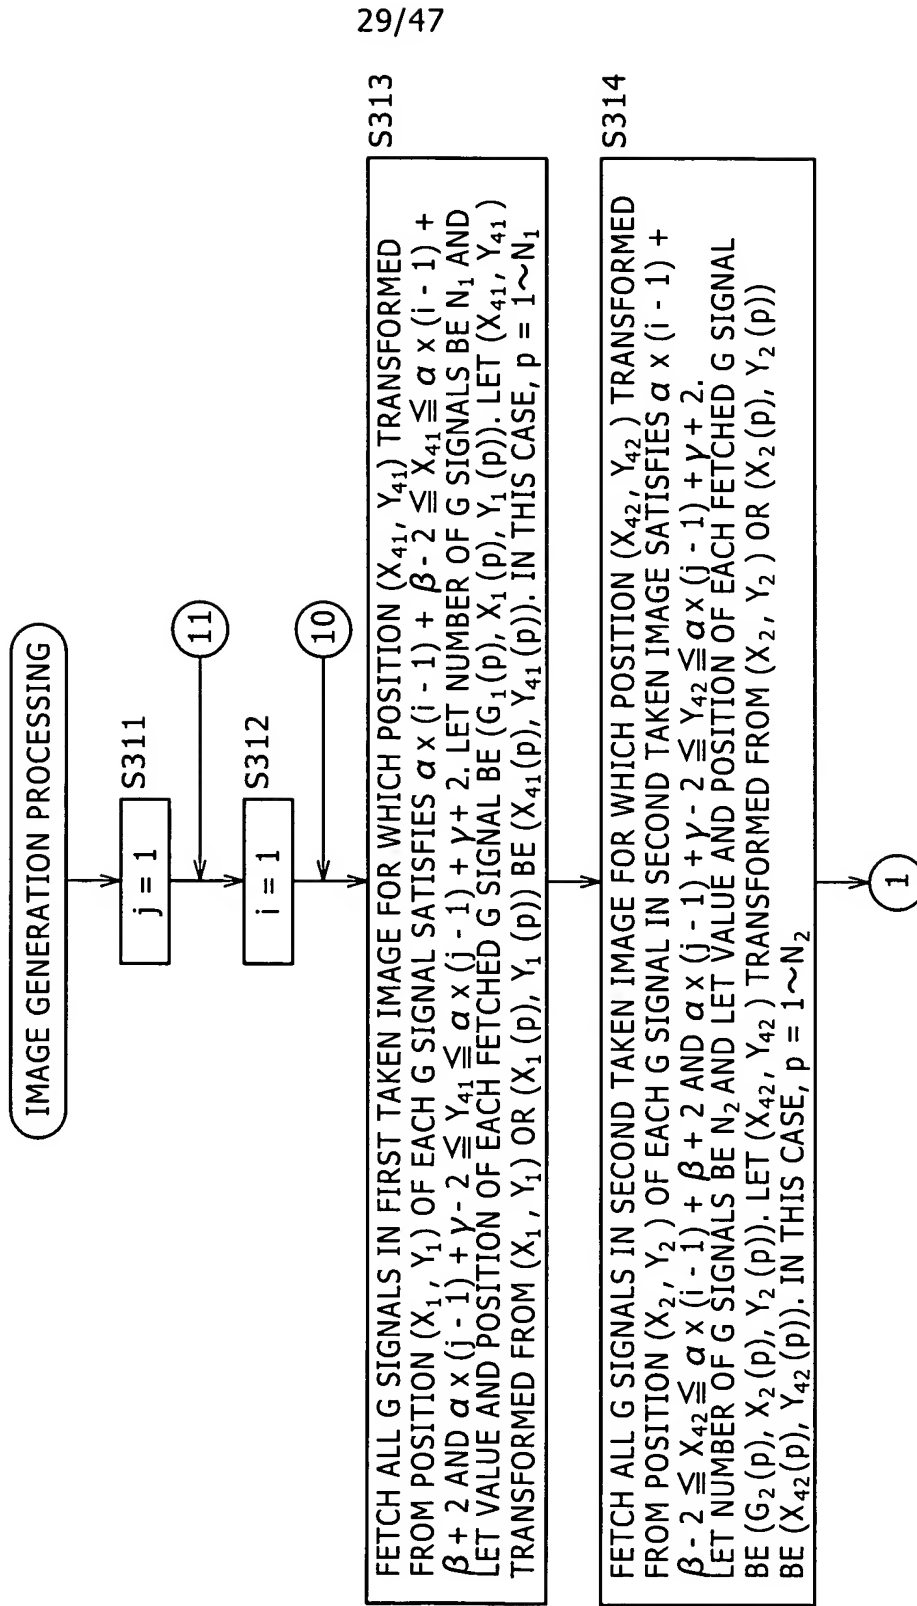 29/47
IMAGE GENERATION PROCESSING
S311
j = 1
11
S312
i = 1
10
S313
FETCH ALL G SIGNALS IN FIRST TAKEN IMAGE FOR WHICH POSITION (X₄₁, Y₄₁) TRANSFORMED
FROM POSITION (X₁, Y₁) OF EACH G SIGNAL SATISFIES α x (i - 1) + β - 2 ≦ X₄₁ ≦ α x (i - 1) +
β + 2 AND α x (j - 1) + γ - 2 ≦ Y₄₁ ≦ α x (j - 1) + γ + 2. LET NUMBER OF G SIGNALS BE N₁ AND
LET VALUE AND POSITION OF EACH FETCHED G SIGNAL BE (G₁(p), X₁(p), Y₁(p)). LET (X₄₁, Y₄₁)
TRANSFORMED FROM (X₁, Y₁) OR (X₁(p), Y₁(p)) BE (X₄₁(p), Y₄₁(p)). IN THIS CASE, p = 1~N₁
S314
FETCH ALL G SIGNALS IN SECOND TAKEN IMAGE FOR WHICH POSITION (X₄₂, Y₄₂) TRANSFORMED
FROM POSITION (X₂, Y₂) OF EACH G SIGNAL IN SECOND TAKEN IMAGE SATISFIES α x (i - 1) +
β - 2 ≦ X₄₂ ≦ α x (i - 1) + β + 2 AND α x (j - 1) + γ - 2 ≦ Y₄₂ ≦ α x (j - 1) + γ + 2.
LET NUMBER OF G SIGNALS BE N₂ AND LET VALUE AND POSITION OF EACH FETCHED G SIGNAL
BE (G₂(p), X₂(p), Y₂(p)). LET (X₄₂, Y₄₂) TRANSFORMED FROM (X₂, Y₂) OR (X₂(p), Y₂(p))
BE (X₄₂(p), Y₄₂(p)). IN THIS CASE, p = 1~N₂
1